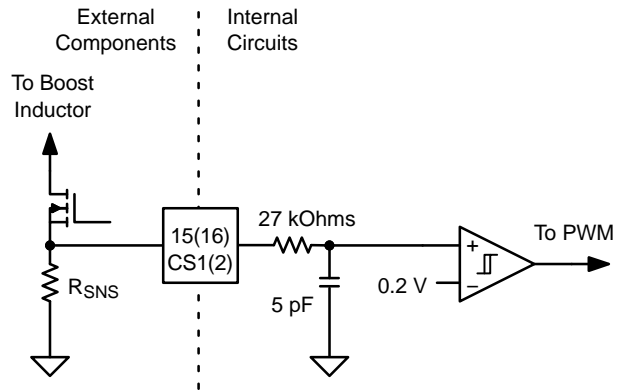 External
Components
Internal
Circuits
To Boost
Inductor
15(16)
CS1(2)
27 kOhms
To PWM
+
0.2 V
−
RSNS
5 pF